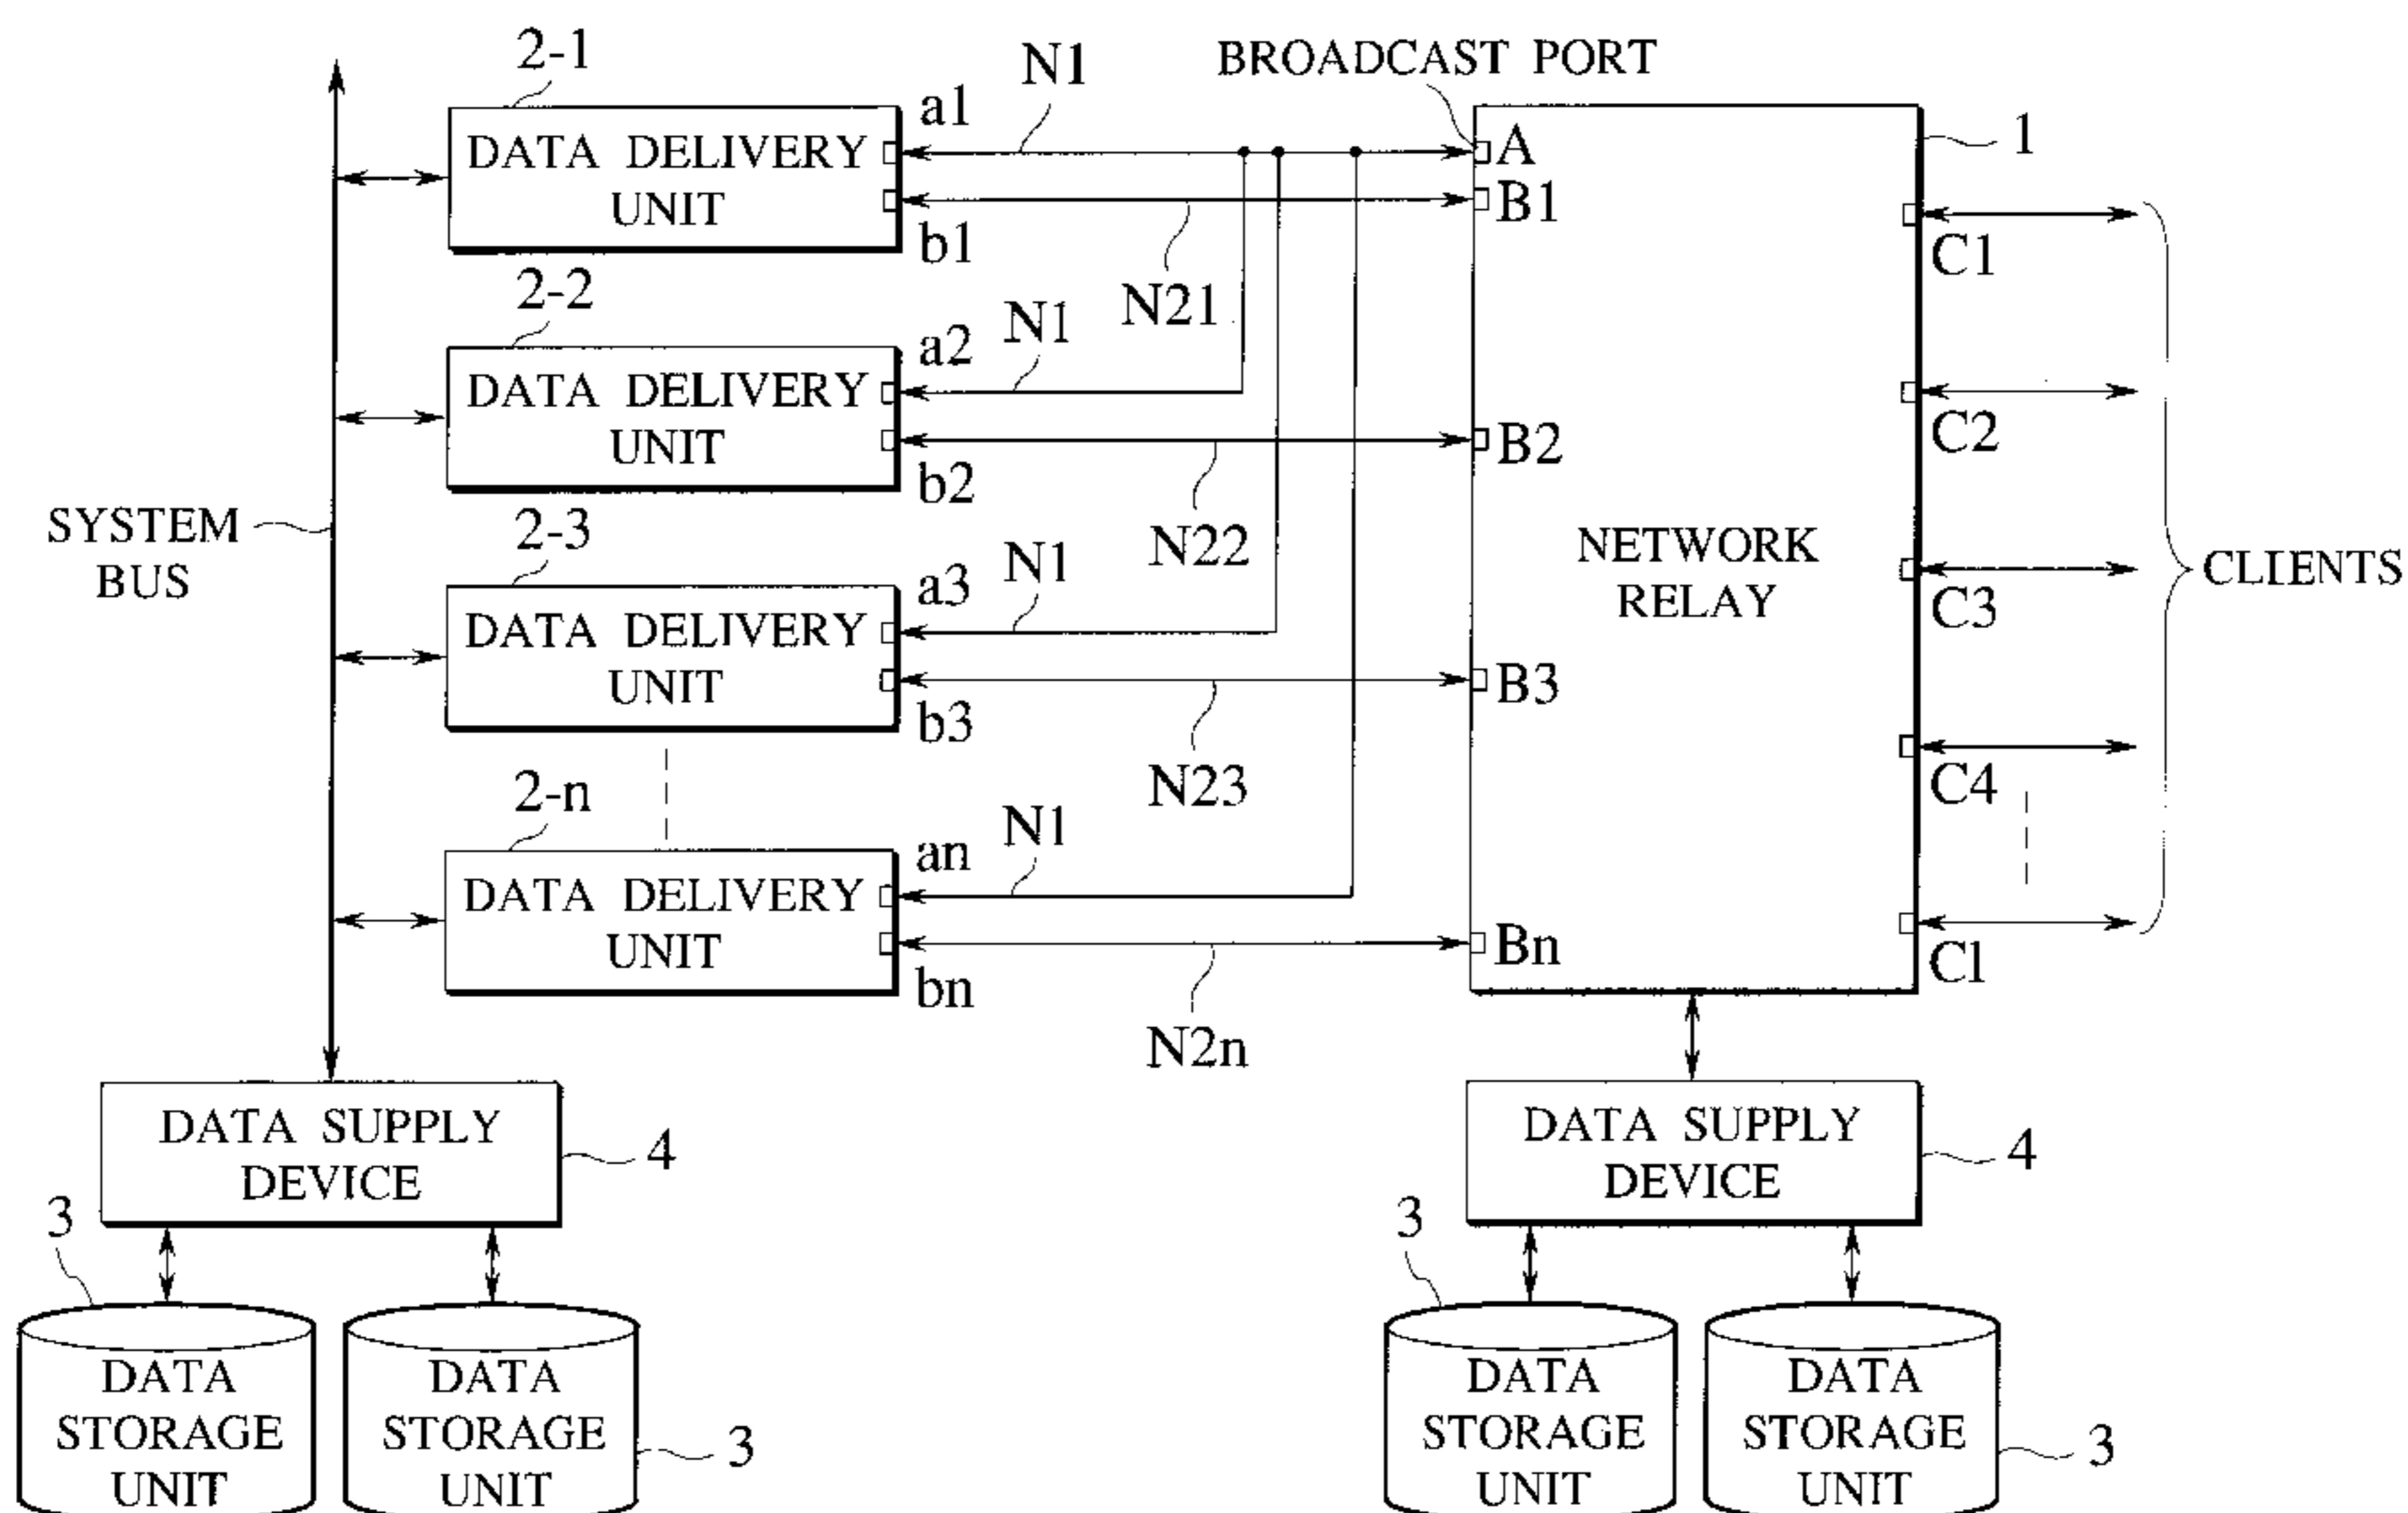 2-1
N1
BROADCAST PORT
a1
DATA DELIVERY
UNIT
b1
N21
A
B1
1
C1
2-2
a2
N1
DATA DELIVERY
UNIT
b2
N22
B2
C2
SYSTEM
BUS
2-3
a3
N1
DATA DELIVERY
UNIT
b3
N23
B3
NETWORK
RELAY
C3
CLIENTS
C4
2-n
an
N1
DATA DELIVERY
UNIT
bn
N2n
Bn
Cl
DATA SUPPLY
DEVICE
4
DATA SUPPLY
DEVICE
4
3
DATA
STORAGE
UNIT
DATA
STORAGE
UNIT
3
3
DATA
STORAGE
UNIT
DATA
STORAGE
UNIT
3